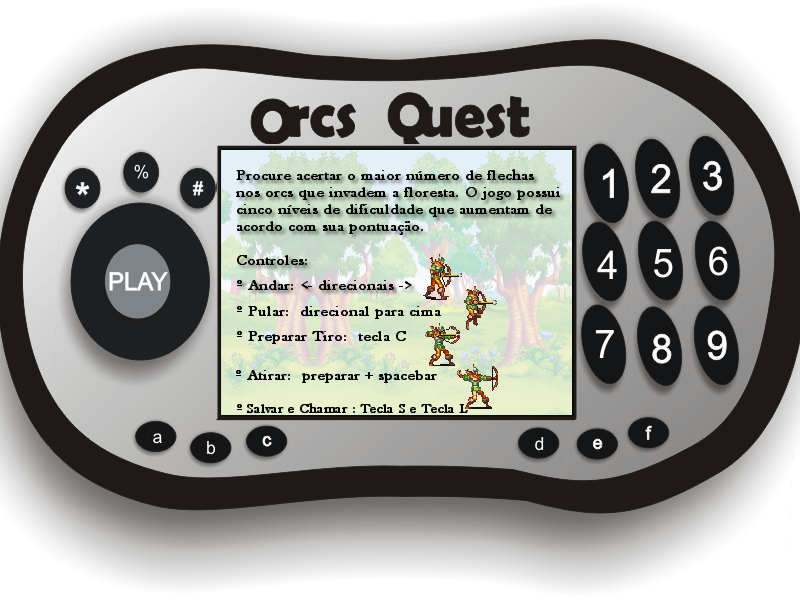 Orcs Quest
Procure acertar o maior número de flechas
nos orcs que invadem a floresta. O jogo possui
cinco níveis de dificuldade que aumentam de
acordo com sua pontuação.
Controles:
º Andar: <- direcionais ->
º Pular: direcional para cima
º Preparar Tiro: tecla C
º Atirar: preparar + spacebar
º Salvar e Chamar : Tecla S e Tecla L
* % #
PLAY
1 2 3
4 5 6
7 8 9
a b c
d e f